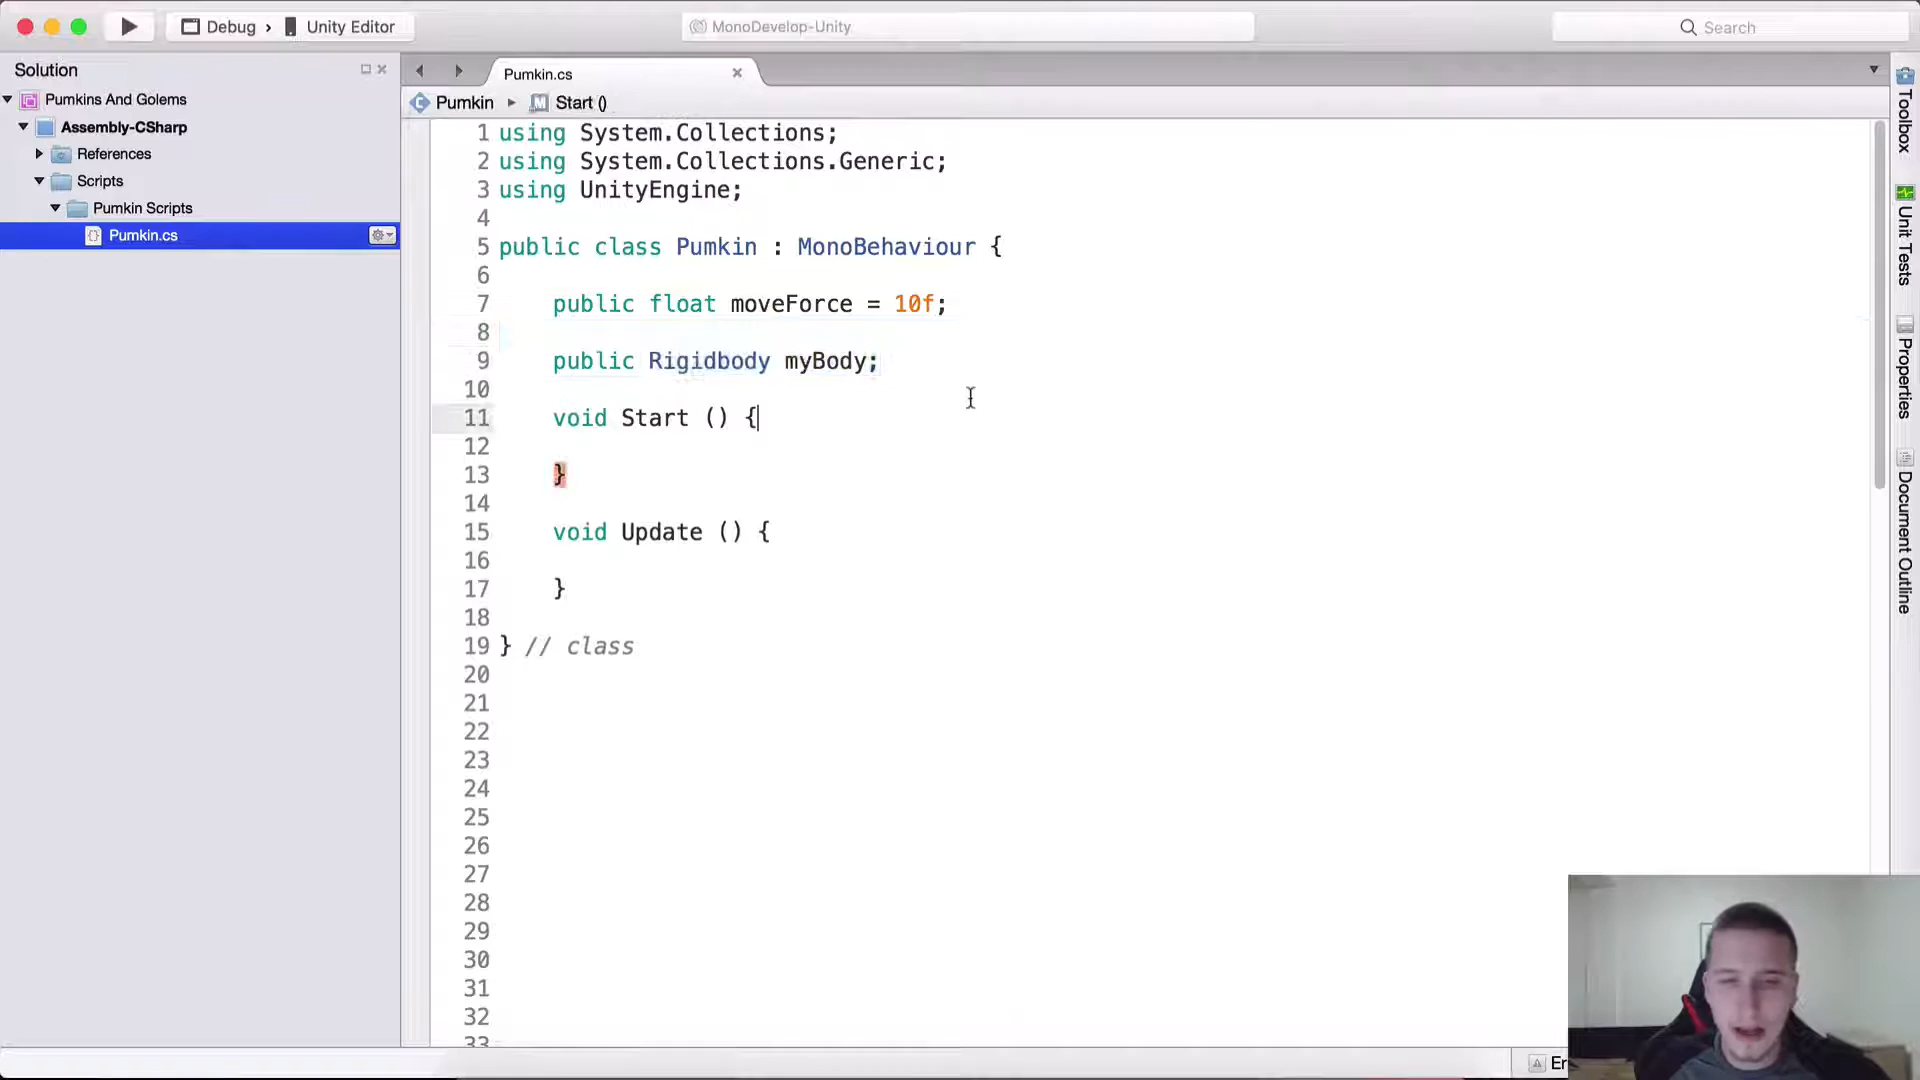 Debug › Unity Editor
MonoDevelop-Unity
Search
Solution
Pumkins And Golems
Assembly-CSharp
References
Scripts
Pumkin Scripts
Pumkin.cs
Pumkin.cs
Pumkin ▸ Start ()
1 using System.Collections;
2 using System.Collections.Generic;
3 using UnityEngine;
4
5 public class Pumkin : MonoBehaviour {
6
7 public float moveForce = 10f;
8
9 public Rigidbody myBody;
10
11 void Start () {
12
13 }
14
15 void Update () {
16
17 }
18
19 } // class
20
21
22
23
24
25
26
27
28
29
30
31
32
33
Toolbox
Unit Tests
Properties
Document Outline
Er